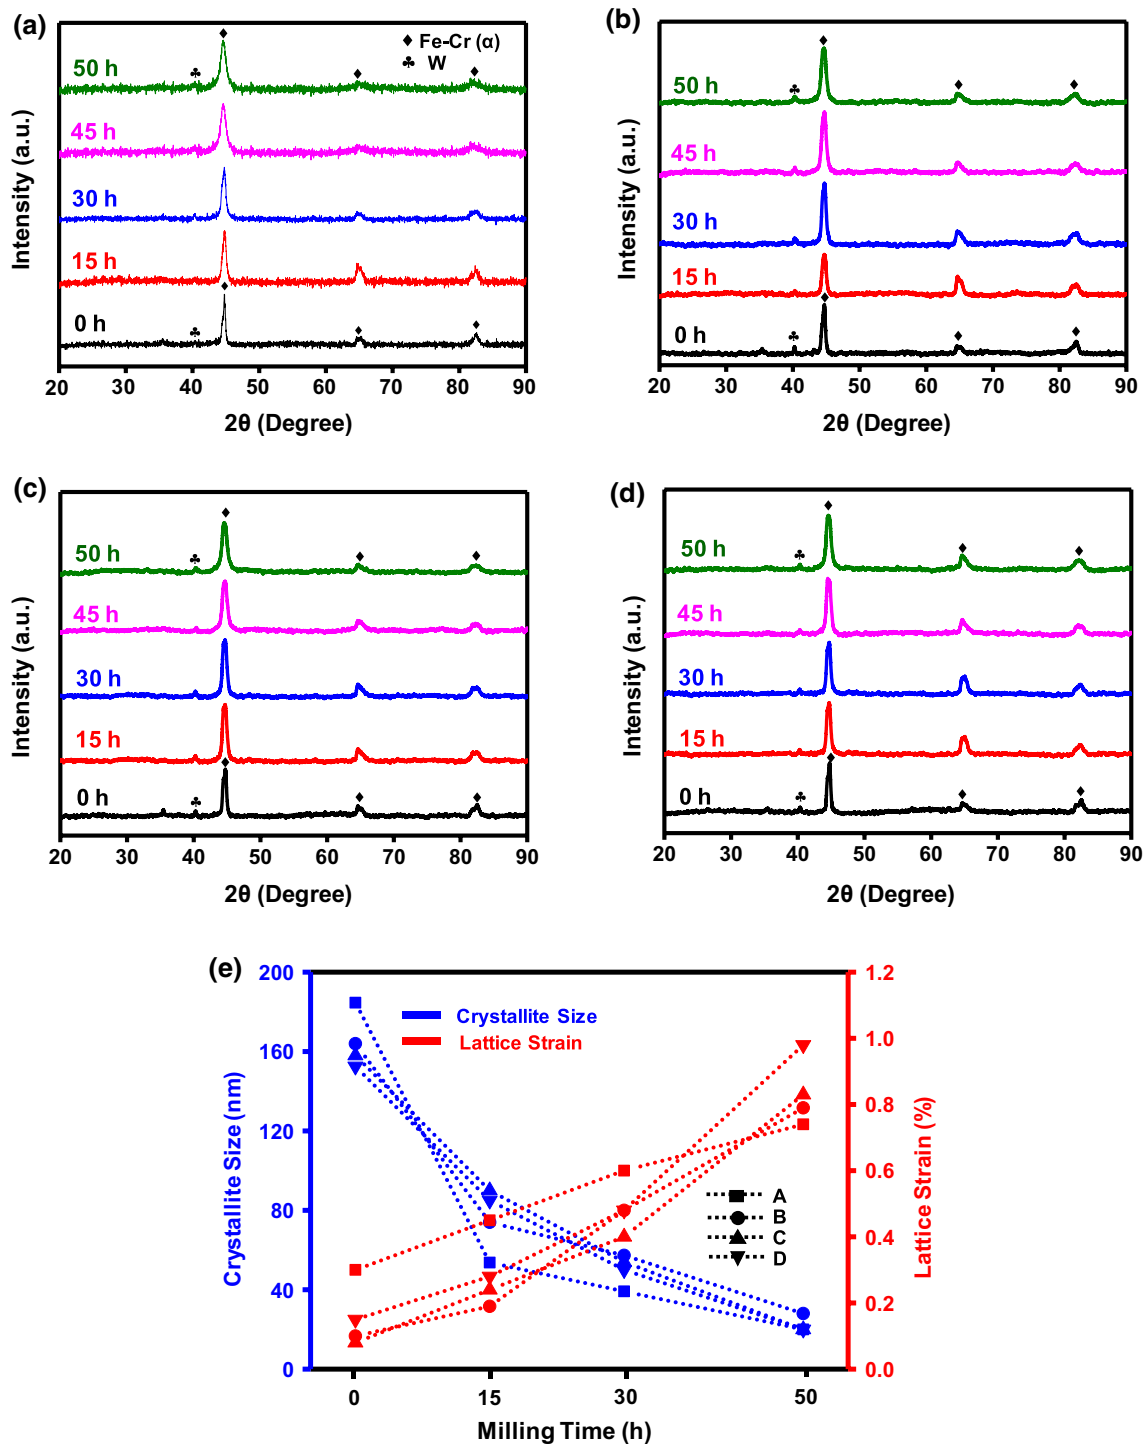 (a)
Intensity (a.u.)
♦ Fe-Cr (α)
♣ W
50 h
45 h
30 h
15 h
0 h
20 30 40 50 60 70 80 90
2θ (Degree)
(b)
Intensity (a.u.)
50 h
45 h
30 h
15 h
0 h
20 30 40 50 60 70 80 90
2θ (Degree)
(c)
Intensity (a.u.)
50 h
45 h
30 h
15 h
0 h
20 30 40 50 60 70 80 90
2θ (Degree)
(d)
Intensity (a.u.)
50 h
45 h
30 h
15 h
0 h
20 30 40 50 60 70 80 90
2θ (Degree)
(e)
Crystallite Size (nm)
200
160
120
80
40
0
Crystallite Size
Lattice Strain
A
B
C
D
1.2
1.0
0.8
0.6
0.4
0.2
0.0
Lattice Strain (%)
0 15 30 50
Milling Time (h)